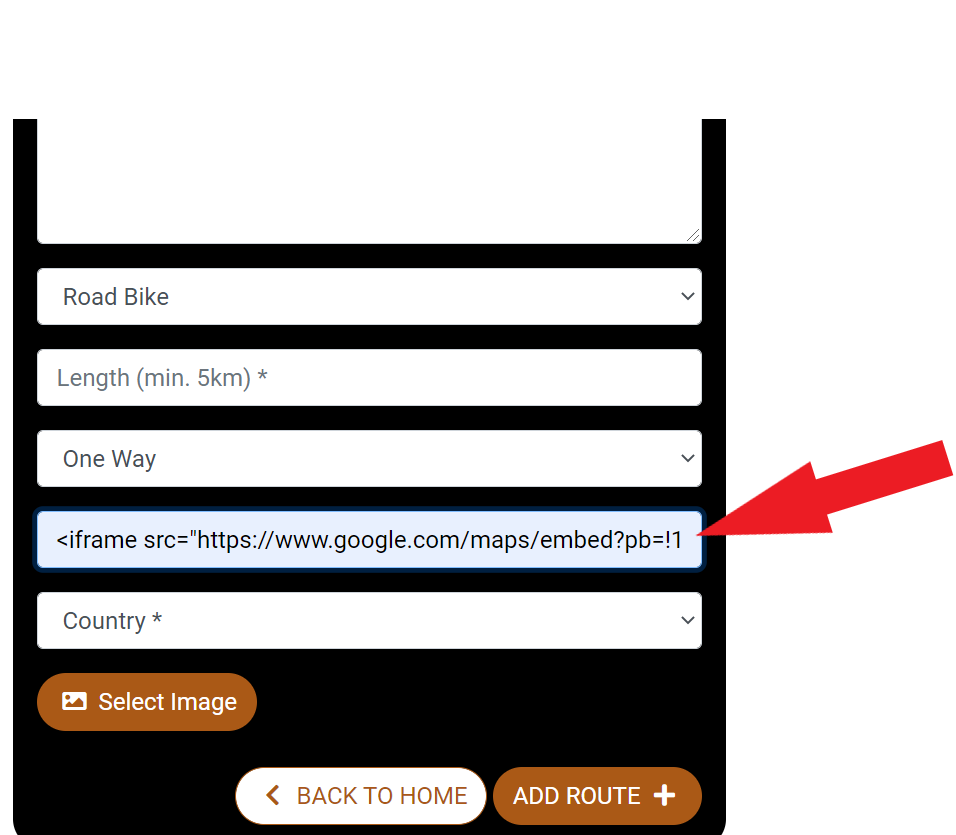 Road Bike
Length (min. 5km) *
One Way
<iframe src="https://www.google.com/maps/embed?pb=!1
Country *
Select Image
BACK TO HOME
ADD ROUTE